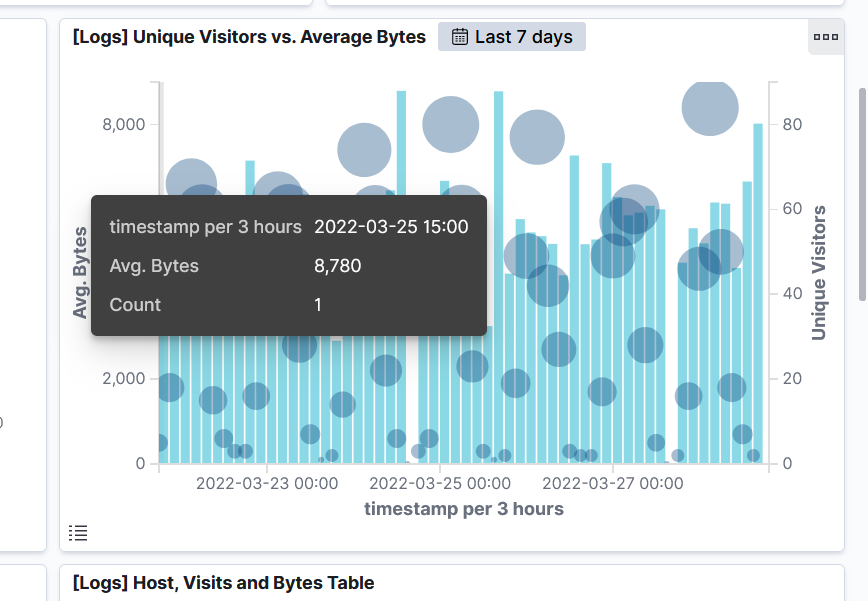 [Logs] Unique Visitors vs. Average Bytes Last 7 days
8,000
80
timestamp per 3 hours 2022-03-25 15:00
60
Avg. Bytes 8,780
Count 1
40
Avg. Bytes
Unique Visitors
2,000
20
0
0
0
2022-03-23 00:00 2022-03-25 00:00 2022-03-27 00:00
timestamp per 3 hours
[Logs] Host, Visits and Bytes Table